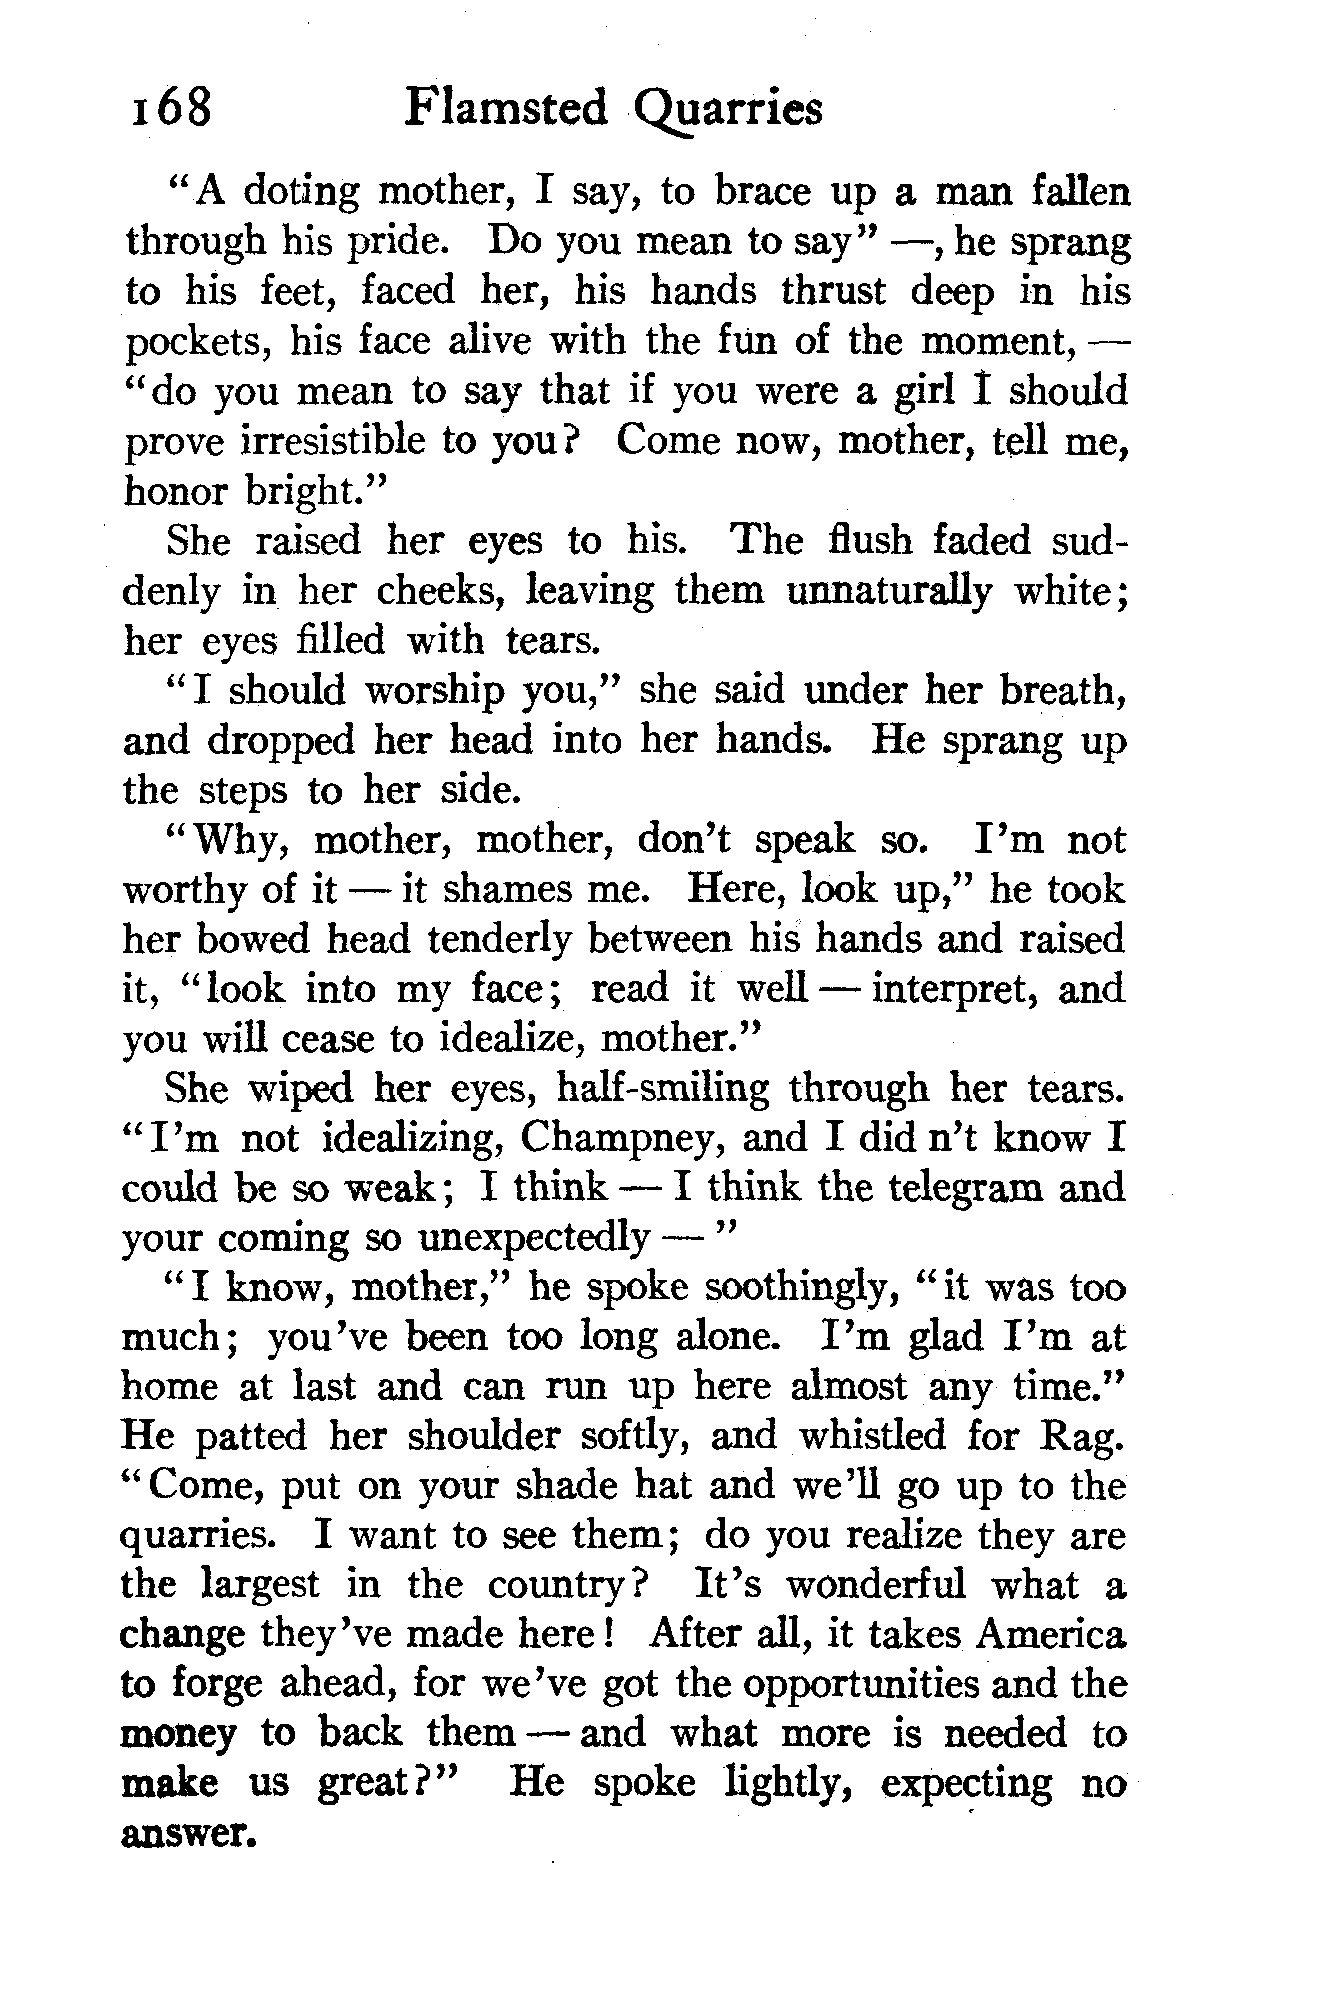 168 Flamsted Quarries
"A doting mother, I say, to brace up a man fallen
through his pride. Do you mean to say" —, he sprang
to his feet, faced her, his hands thrust deep in his
pockets, his face alive with the fun of the moment, —
"do you mean to say that if you were a girl I should
prove irresistible to you? Come now, mother, tell me,
honor bright."
She raised her eyes to his. The flush faded sud-
denly in her cheeks, leaving them unnaturally white;
her eyes filled with tears.
"I should worship you," she said under her breath,
and dropped her head into her hands. He sprang up
the steps to her side.
"Why, mother, mother, don't speak so. I'm not
worthy of it — it shames me. Here, look up," he took
her bowed head tenderly between his hands and raised
it, "look into my face; read it well — interpret, and
you will cease to idealize, mother."
She wiped her eyes, half-smiling through her tears.
"I'm not idealizing, Champney, and I did n't know I
could be so weak; I think — I think the telegram and
your coming so unexpectedly — "
"I know, mother," he spoke soothingly, "it was too
much; you've been too long alone. I'm glad I'm at
home at last and can run up here almost any time."
He patted her shoulder softly, and whistled for Rag.
"Come, put on your shade hat and we'll go up to the
quarries. I want to see them; do you realize they are
the largest in the country? It's wonderful what a
change they've made here! After all, it takes America
to forge ahead, for we've got the opportunities and the
money to back them — and what more is needed to
make us great?" He spoke lightly, expecting no
answer.